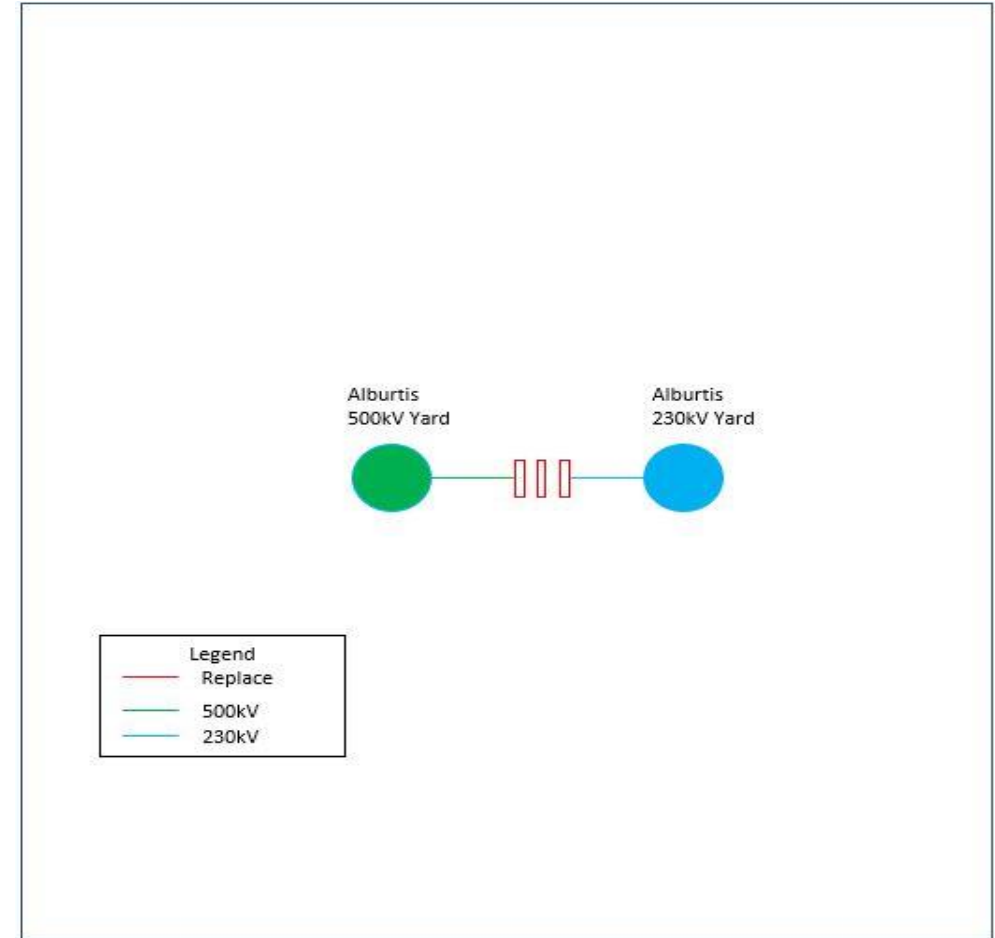 Alburtis
500kV Yard
Alburtis
230kV Yard
Legend
Replace
500kV
230kV